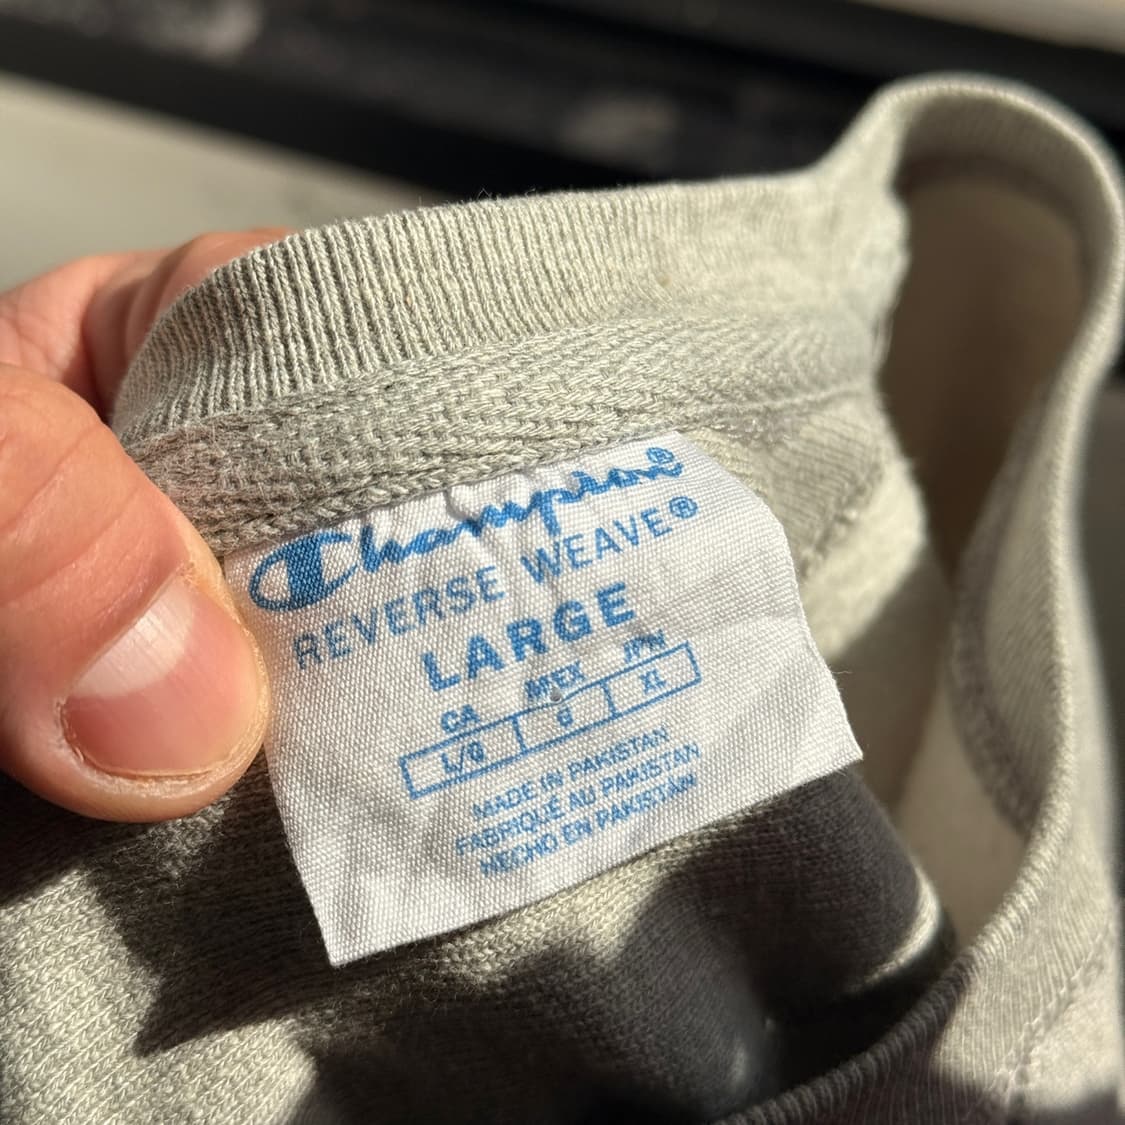 Champion
REVERSE WEAVE®
LARGE
CA MEX JPN
L/G G XL
MADE IN PAKISTAN
FABRIQUÉ AU PAKISTAN
HECHO EN PAKISTAN